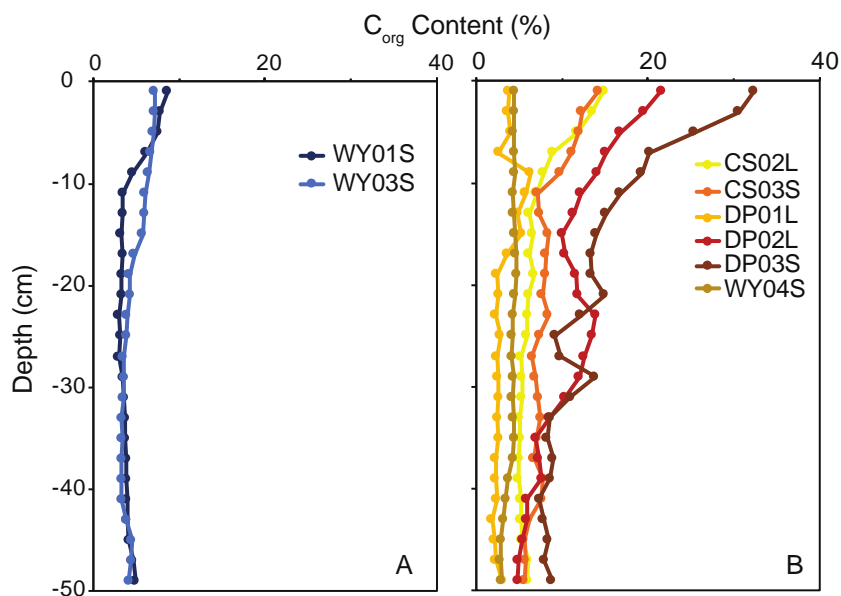 C_org Content (%)
0 20 40 0 20 40
0
-10
-20
-30
-40
-50
Depth (cm)
WY01S
WY03S
A
CS02L
CS03S
DP01L
DP02L
DP03S
WY04S
B